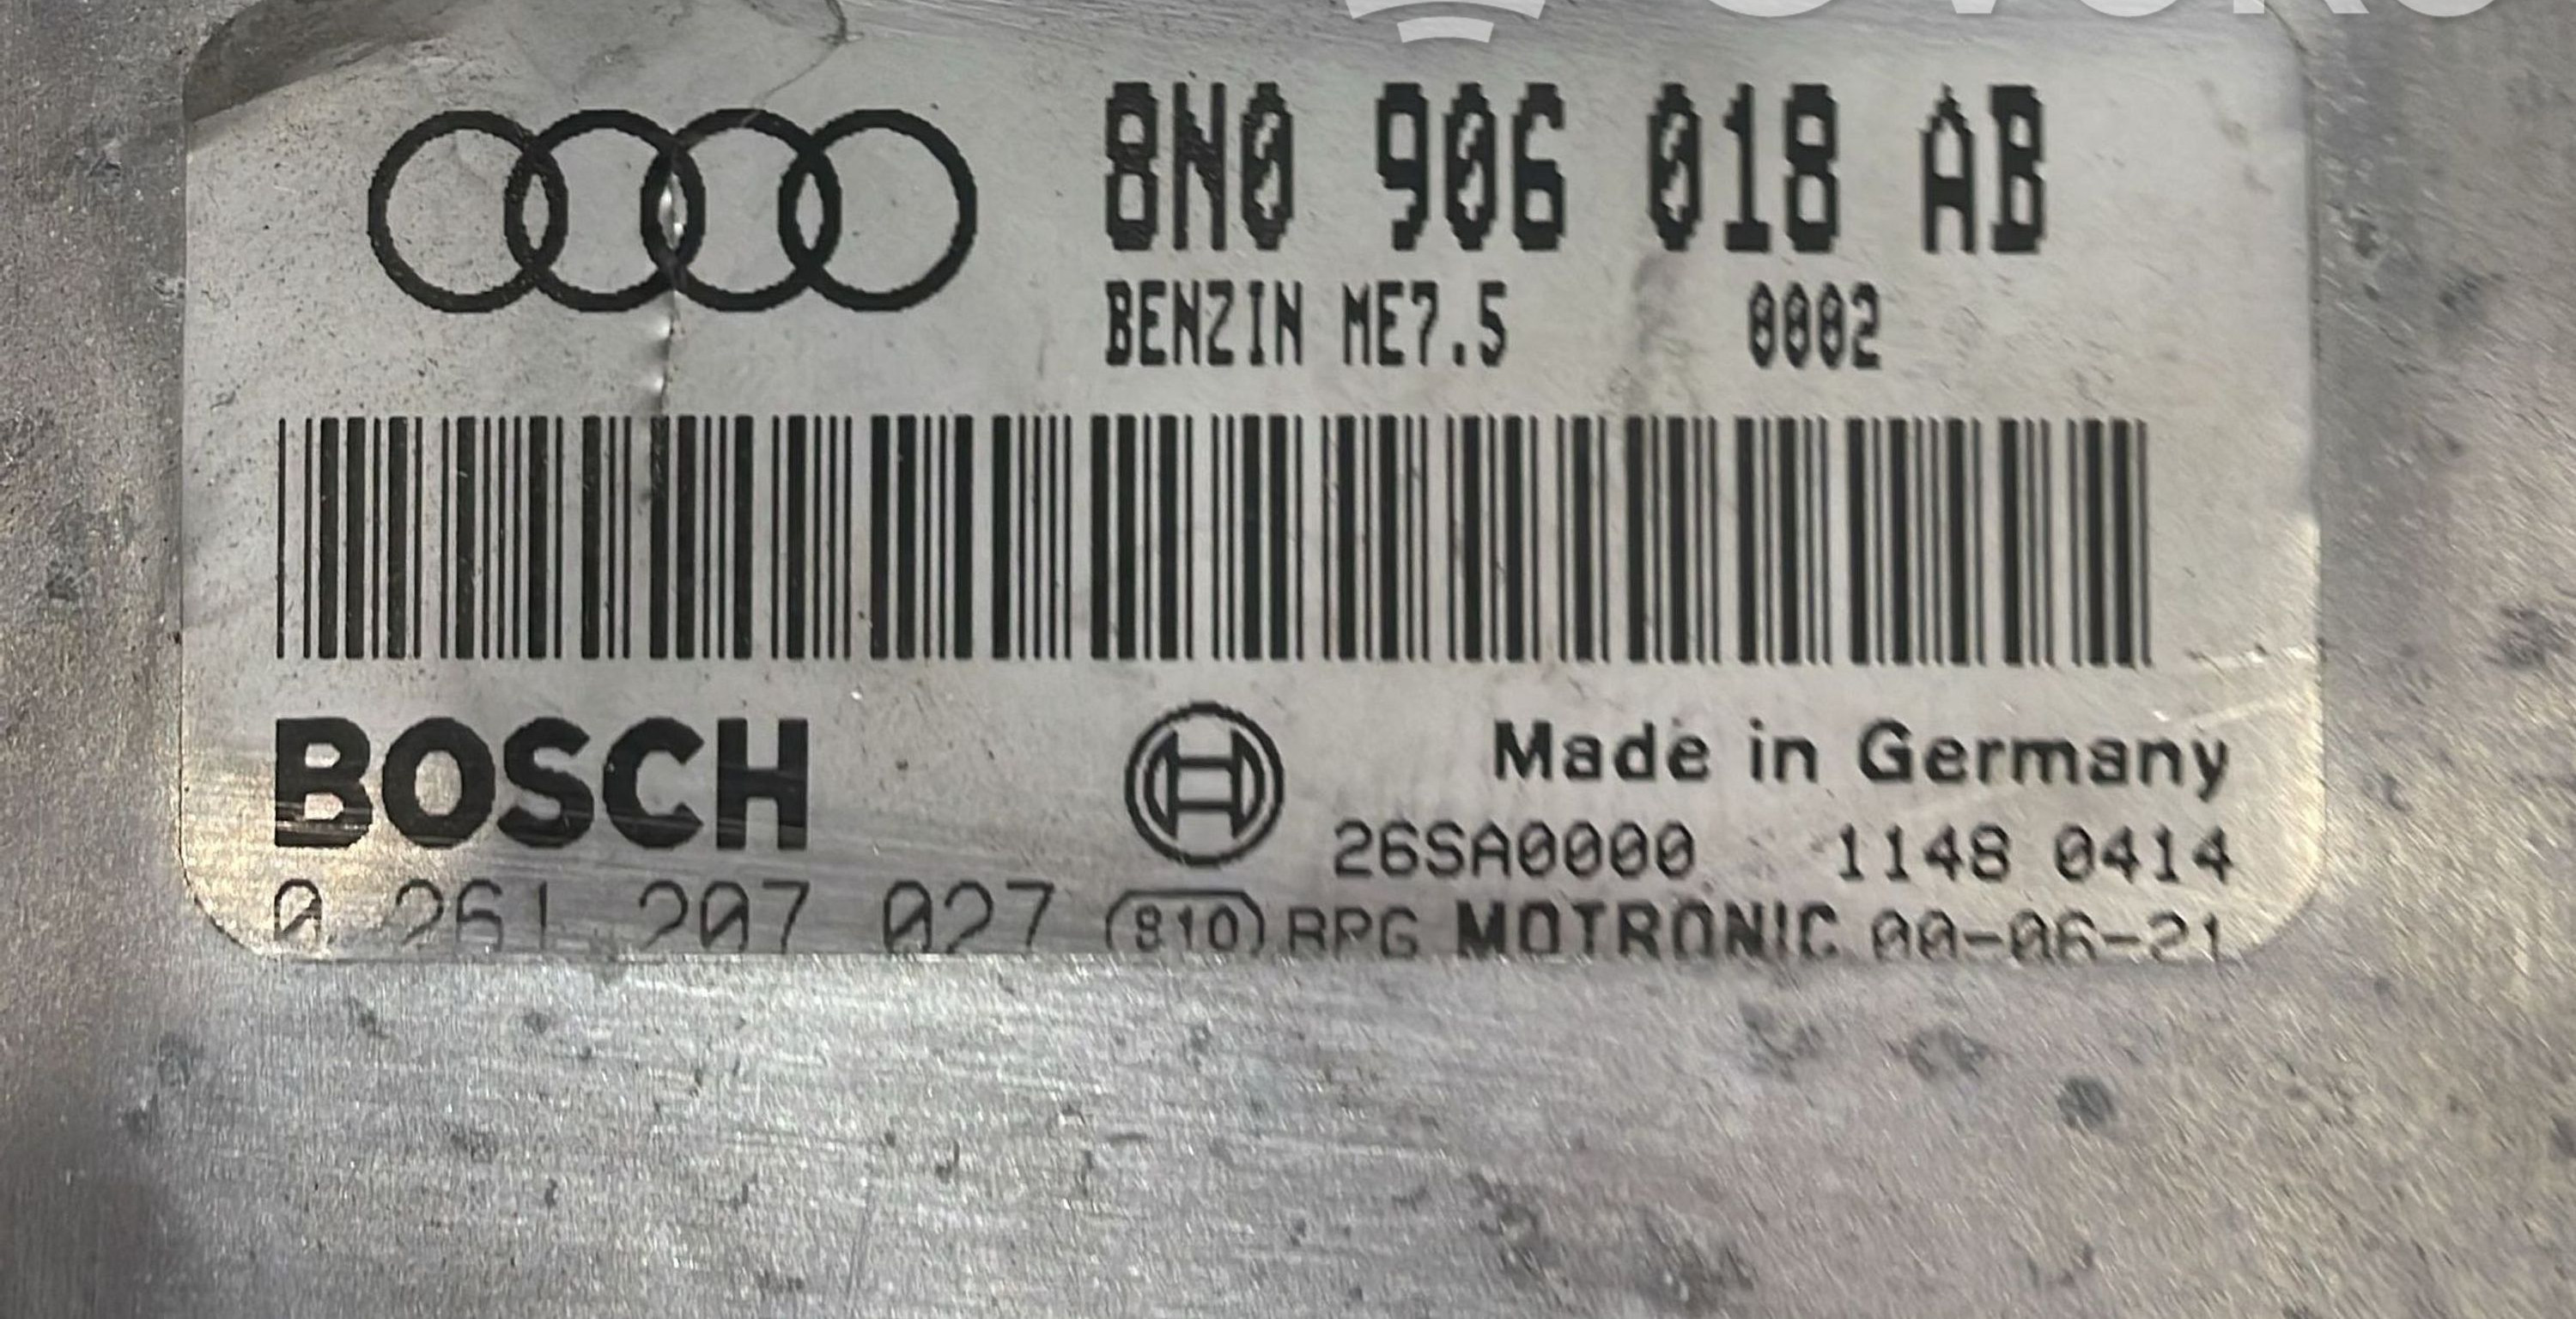 8N0 906 018 AB
BENZIN ME7.5 0002
BOSCH
Made in Germany
26SA0000 1148 0414
0 261 207 027 810 RPG MOTRONIC 00-06-21